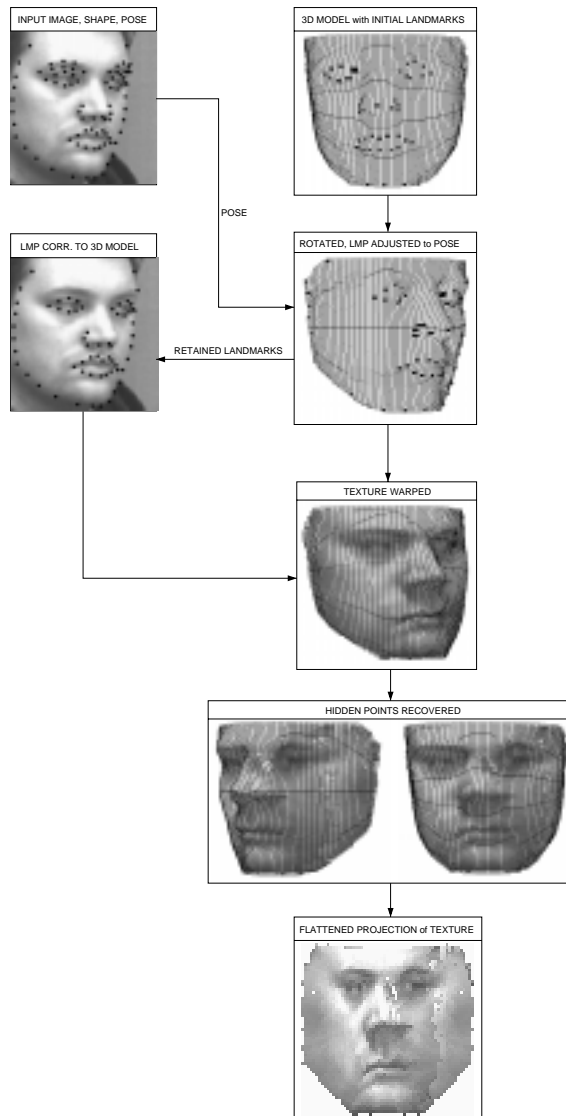 INPUT IMAGE, SHAPE, POSE
3D MODEL with INITIAL LANDMARKS
POSE
LMP CORR. TO 3D MODEL
ROTATED, LMP ADJUSTED to POSE
RETAINED LANDMARKS
TEXTURE WARPED
HIDDEN POINTS RECOVERED
FLATTENED PROJECTION of TEXTURE